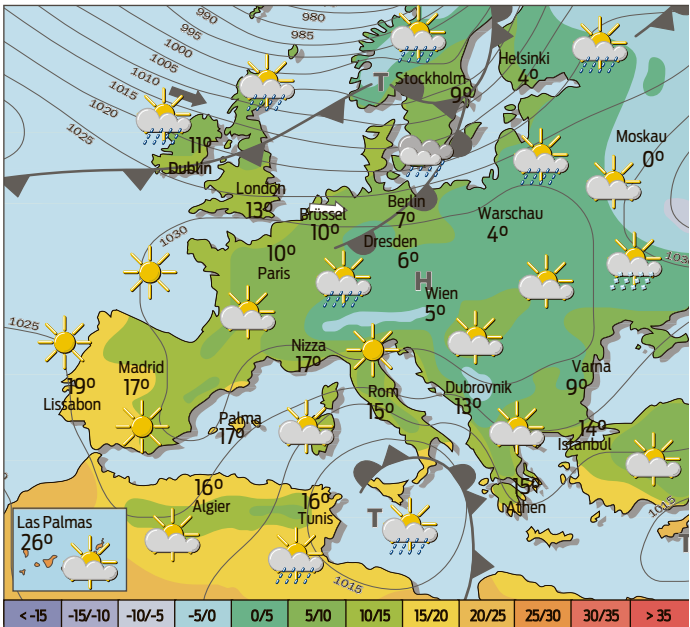 990
980
995
985
1000
1005
1010
1015
1020
1025
T
Stockholm
9°
Helsinki
4°
Moskau
0°
11°
Dublin
London
13°
Brüssel
10°
Berlin
7°
Warschau
4°
Dresden
6°
1030
10°
Paris
H
Wien
5°
1030
1025
Nizza
17°
Madrid
17°
19°
Lissabon
Rom
15°
Dubrovnik
13°
Varna
9°
Palma
17°
14°
Istanbul
16°
Algier
16°
Tunis
15°
Athen
T
1015
1015
T
Las Palmas
26°
< -15 -15/-10 -10/-5 -5/0 0/5 5/10 10/15 15/20 20/25 25/30 30/35 > 35